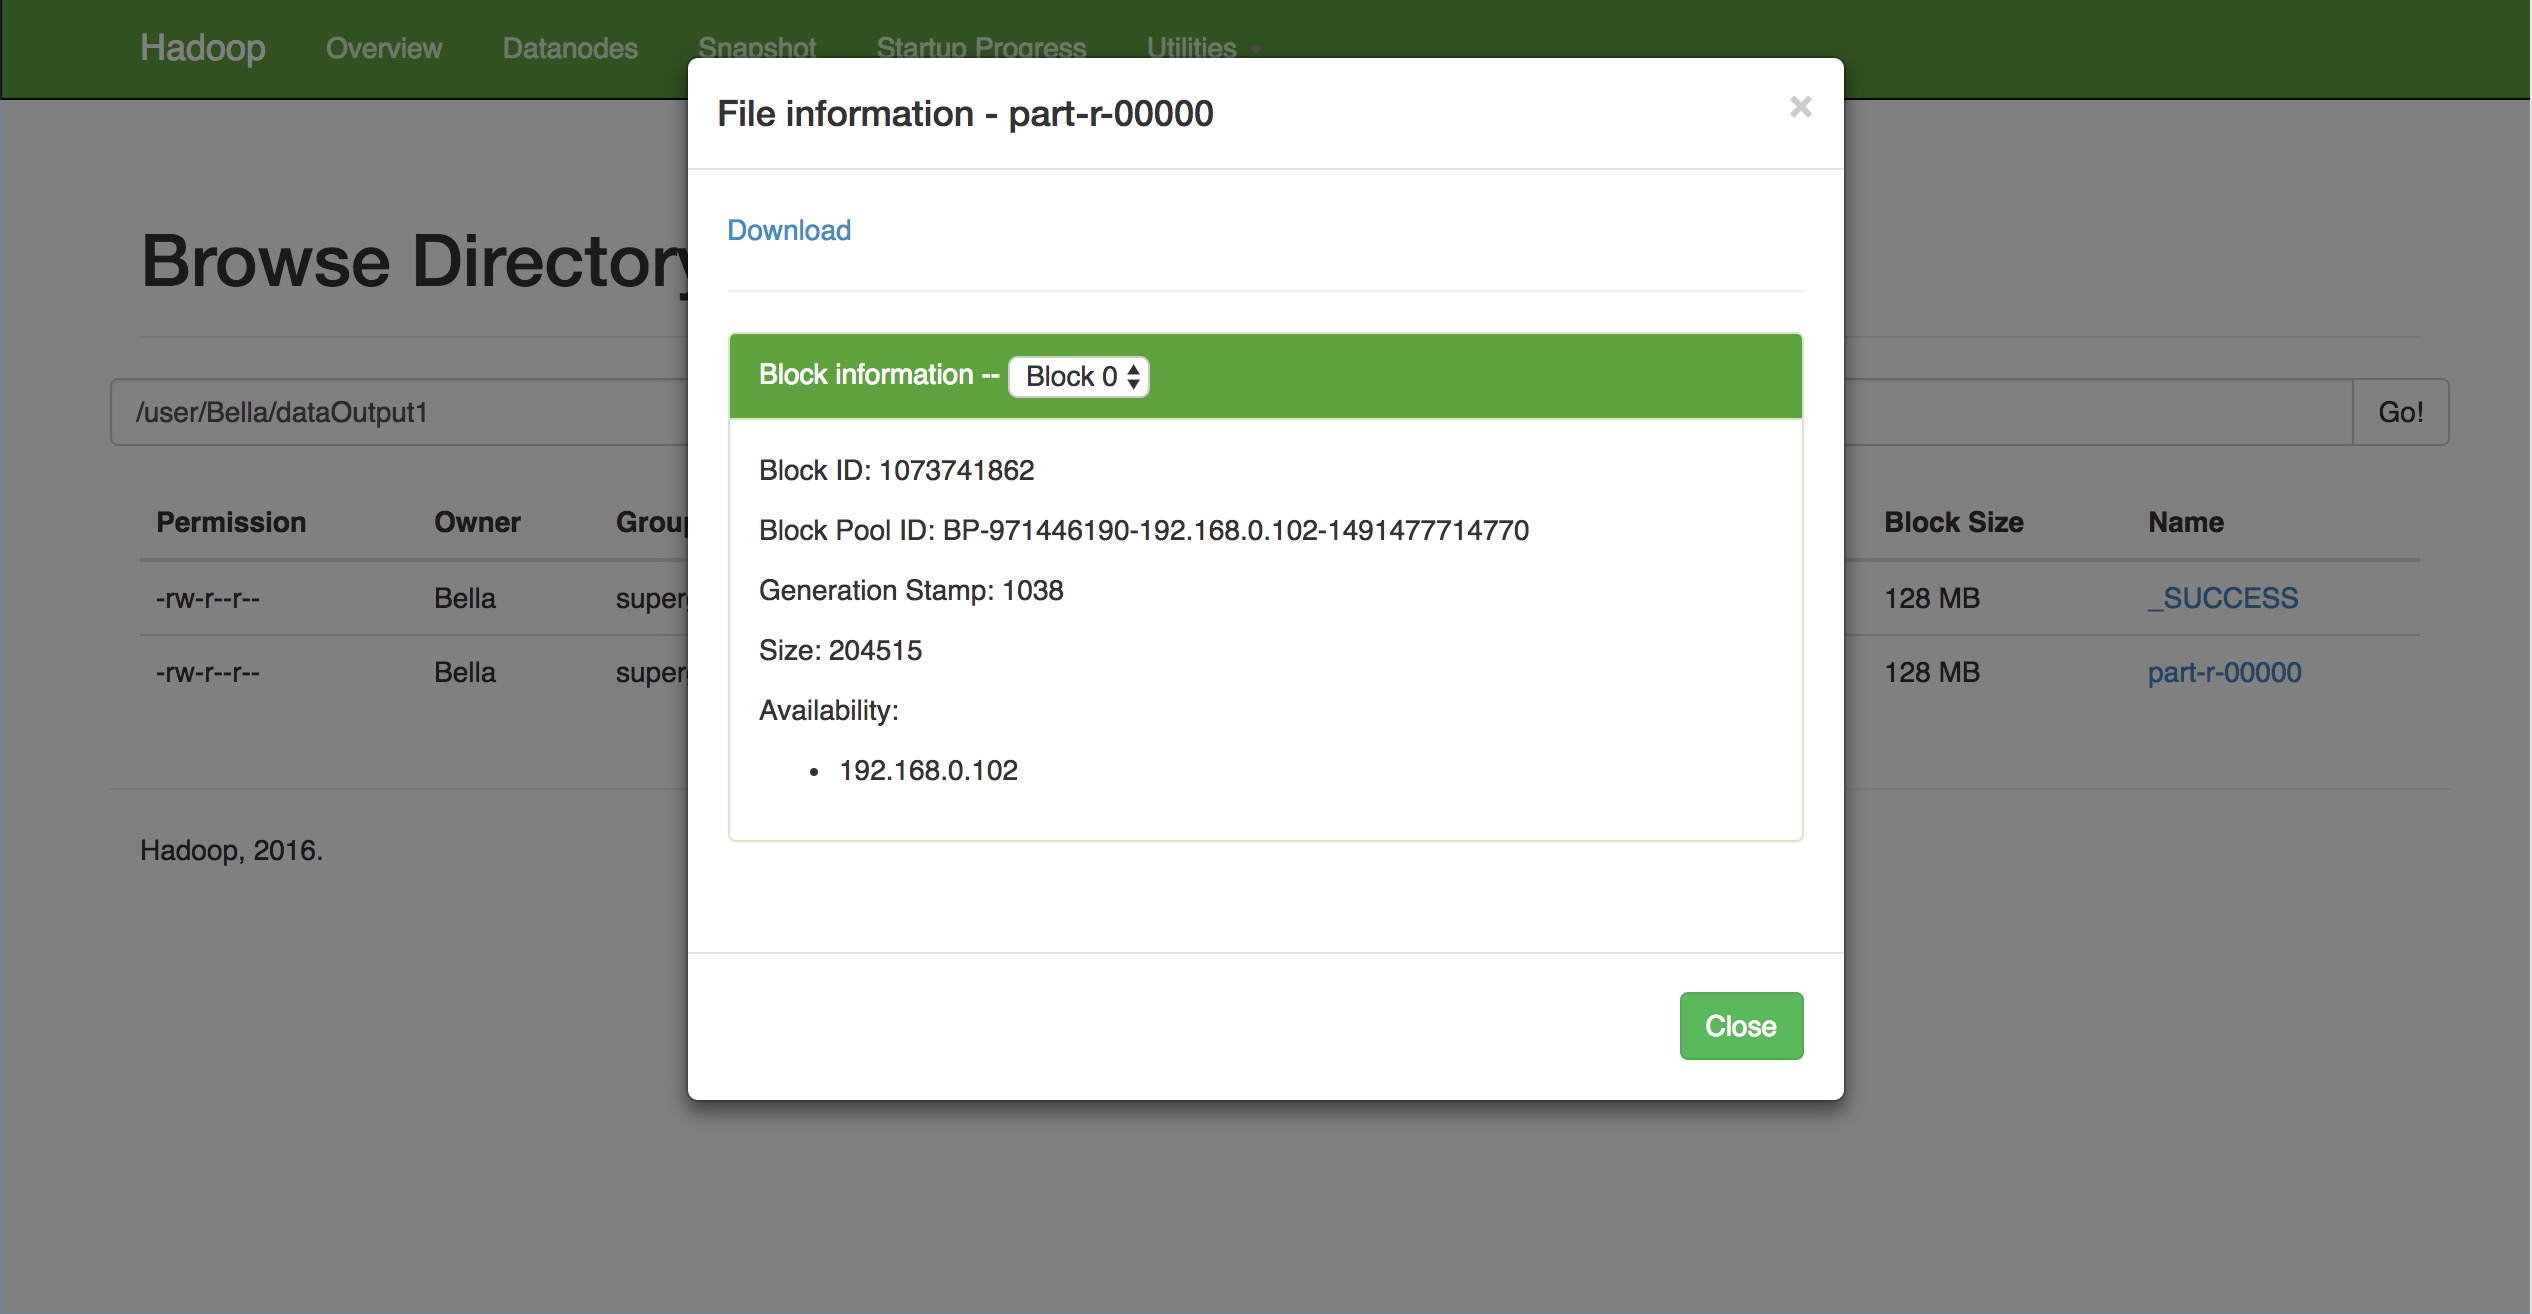 Hadoop Overview Datanodes Snapshot Startup Progress Utilities
File information - part-r-00000 ×
Download
Browse Directory
Block information -- Block 0
/user/Bella/dataOutput1 Go!
Block ID: 1073741862
Permission Owner Block Size Name
Block Pool ID: BP-971446190-192.168.0.102-1491477714770
Generation Stamp: 1038
-rw-r--r-- Bella 128 MB _SUCCESS
Size: 204515
-rw-r--r-- Bella 128 MB part-r-00000
Availability:
• 192.168.0.102
Hadoop, 2016.
Close